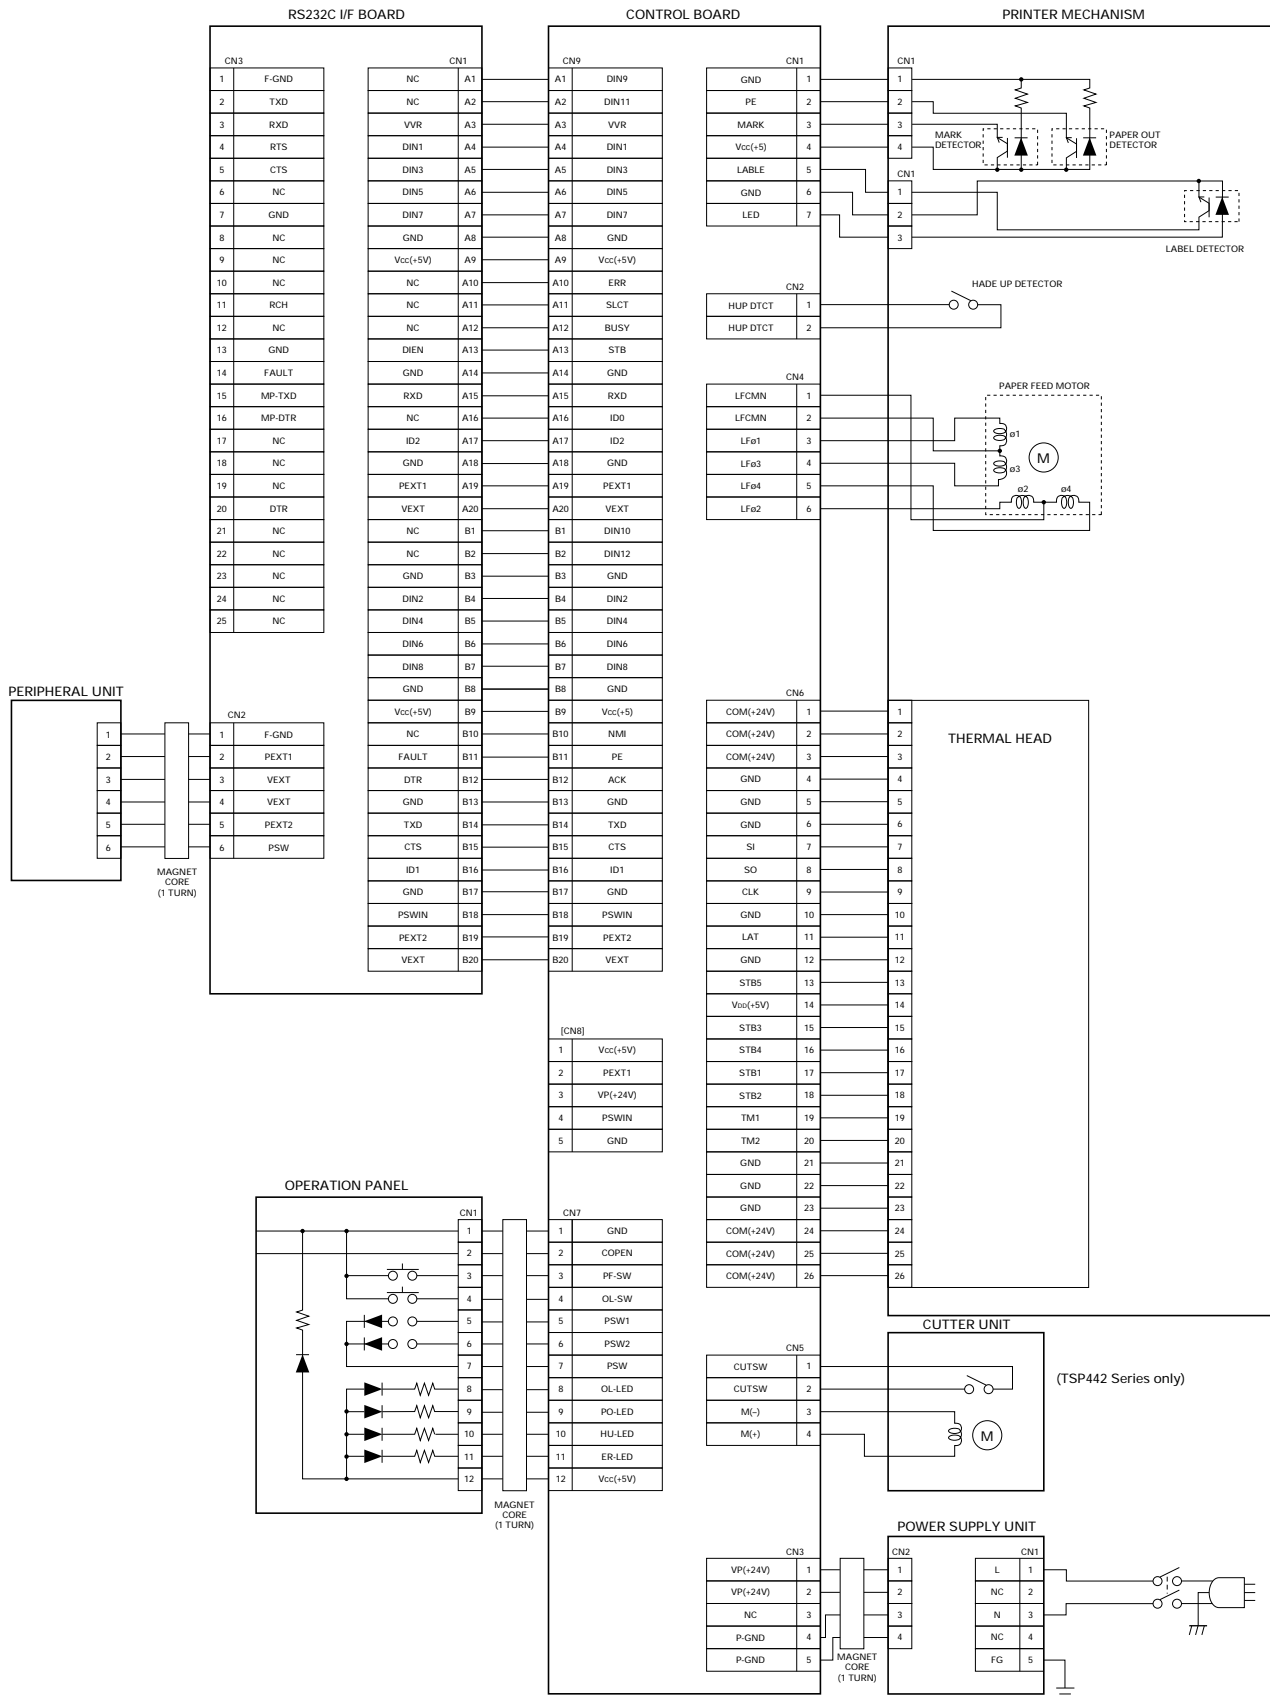 RS232C I/F BOARD
CONTROL BOARD
PRINTER MECHANISM
CN3
1 F-GND
2 TXD
3 RXD
4 RTS
5 CTS
6 NC
7 GND
8 NC
9 NC
10 NC
11 RCH
12 NC
13 GND
14 FAULT
15 MP-TXD
16 MP-DTR
17 NC
18 NC
19 NC
20 DTR
21 NC
22 NC
23 NC
24 NC
25 NC
CN1
NC A1
NC A2
VVR A3
DIN1 A4
DIN3 A5
DIN5 A6
DIN7 A7
GND A8
Vcc(+5V) A9
NC A10
NC A11
NC A12
DIEN A13
GND A14
RXD A15
NC A16
ID2 A17
GND A18
PEXT1 A19
VEXT A20
NC B1
NC B2
GND B3
DIN2 B4
DIN4 B5
DIN6 B6
DIN8 B7
GND B8
Vcc(+5V) B9
NC B10
FAULT B11
DTR B12
GND B13
TXD B14
CTS B15
ID1 B16
GND B17
PSWIN B18
PEXT2 B19
VEXT B20
CN9
A1 DIN9
A2 DIN11
A3 VVR
A4 DIN1
A5 DIN3
A6 DIN5
A7 DIN7
A8 GND
A9 Vcc(+5V)
A10 ERR
A11 SLCT
A12 BUSY
A13 STB
A14 GND
A15 RXD
A16 ID0
A17 ID2
A18 GND
A19 PEXT1
A20 VEXT
B1 DIN10
B2 DIN12
B3 GND
B4 DIN2
B5 DIN4
B6 DIN6
B7 DIN8
B8 GND
B9 Vcc(+5)
B10 NMI
B11 PE
B12 ACK
B13 GND
B14 TXD
B15 CTS
B16 ID1
B17 GND
B18 PSWIN
B19 PEXT2
B20 VEXT
CN1
GND 1
PE 2
MARK 3
Vcc(+5) 4
LABLE 5
GND 6
LED 7
CN1
1
2
3
4
MARK
DETECTOR
PAPER OUT
DETECTOR
CN1
1
2
3
LABEL DETECTOR
CN2
HUP DTCT 1
HUP DTCT 2
HADE UP DETECTOR
CN4
LFCMN 1
LFCMN 2
LFø1 3
LFø3 4
LFø4 5
LFø2 6
PAPER FEED MOTOR
ø1
M
ø3
ø2
ø4
PERIPHERAL UNIT
1
2
3
4
5
6
MAGNET
CORE
(1 TURN)
CN2
1 F-GND
2 PEXT1
3 VEXT
4 VEXT
5 PEXT2
6 PSW
CN6
COM(+24V) 1
COM(+24V) 2
COM(+24V) 3
GND 4
GND 5
GND 6
SI 7
SO 8
CLK 9
GND 10
LAT 11
GND 12
STB5 13
VDD(+5V) 14
STB3 15
STB4 16
STB1 17
STB2 18
TM1 19
TM2 20
GND 21
GND 22
GND 23
COM(+24V) 24
COM(+24V) 25
COM(+24V) 26
THERMAL HEAD
1
2
3
4
5
6
7
8
9
10
11
12
13
14
15
16
17
18
19
20
21
22
23
24
25
26
[CN8]
1 Vcc(+5V)
2 PEXT1
3 VP(+24V)
4 PSWIN
5 GND
OPERATION PANEL
CN1
1
2
3
4
5
6
7
8
9
10
11
12
MAGNET
CORE
(1 TURN)
CN7
1 GND
2 COPEN
3 PF-SW
4 OL-SW
5 PSW1
6 PSW2
7 PSW
8 OL-LED
9 PO-LED
10 HU-LED
11 ER-LED
12 Vcc(+5V)
CUTTER UNIT
CN5
CUTSW 1
CUTSW 2
M(–) 3
M(+) 4
M
(TSP442 Series only)
POWER SUPPLY UNIT
CN3
VP(+24V) 1
VP(+24V) 2
NC 3
P-GND 4
P-GND 5
MAGNET
CORE
(1 TURN)
CN2
1
2
3
4
CN1
L 1
NC 2
N 3
NC 4
FG 5